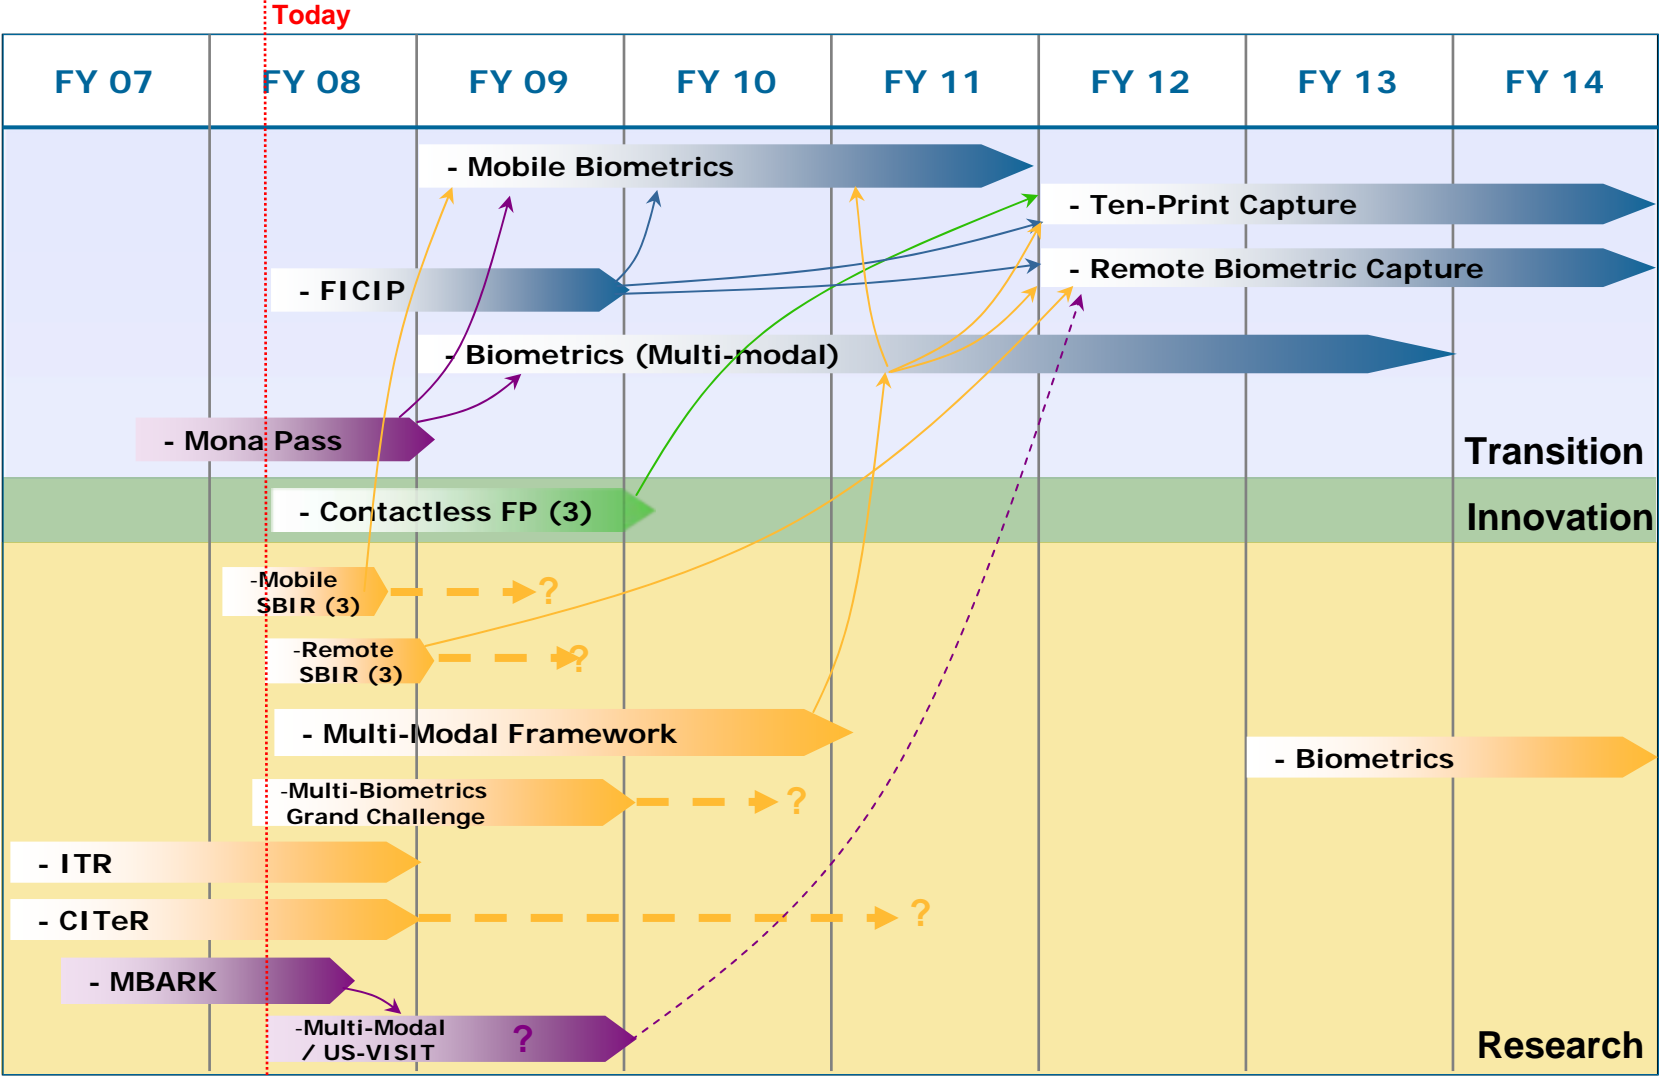 Today
FY 07 FY 08 FY 09 FY 10 FY 11 FY 12 FY 13 FY 14
- Mobile Biometrics
- Ten-Print Capture
- Remote Biometric Capture
- FICIP
- Biometrics (Multi-modal)
- Mona Pass
Transition
- Contactless FP (3)
Innovation
-Mobile
SBIR (3)
?
-Remote
SBIR (3)
?
- Multi-Modal Framework
- Biometrics
-Multi-Biometrics
Grand Challenge
?
- ITR
- CITeR
?
- MBARK
-Multi-Modal
/ US-VISIT
?
Research